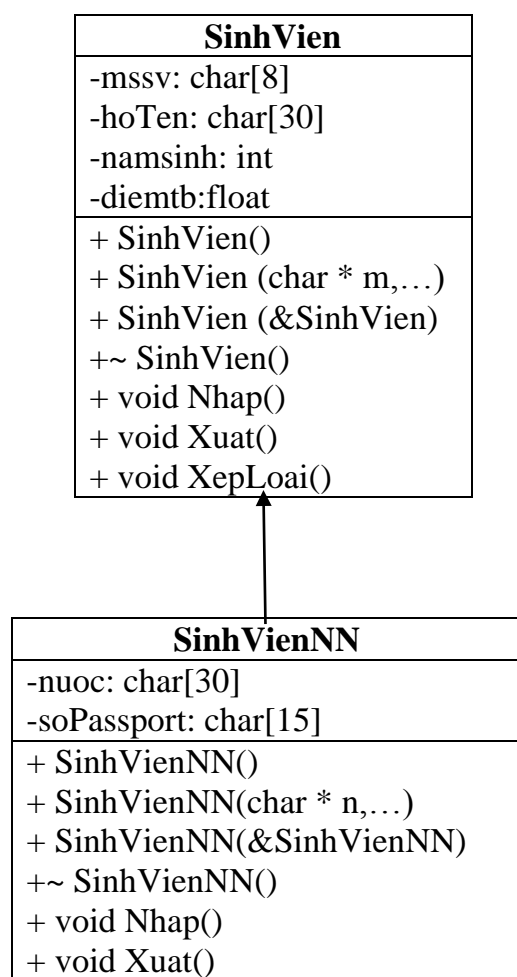 SinhVien
-mssv: char[8]
-hoTen: char[30]
-namsinh: int
-diemtb:float
+ SinhVien()
+ SinhVien (char * m,…)
+ SinhVien (&SinhVien)
+~ SinhVien()
+ void Nhap()
+ void Xuat()
+ void XepLoai()
SinhVienNN
-nuoc: char[30]
-soPassport: char[15]
+ SinhVienNN()
+ SinhVienNN(char * n,…)
+ SinhVienNN(&SinhVienNN)
+~ SinhVienNN()
+ void Nhap()
+ void Xuat()